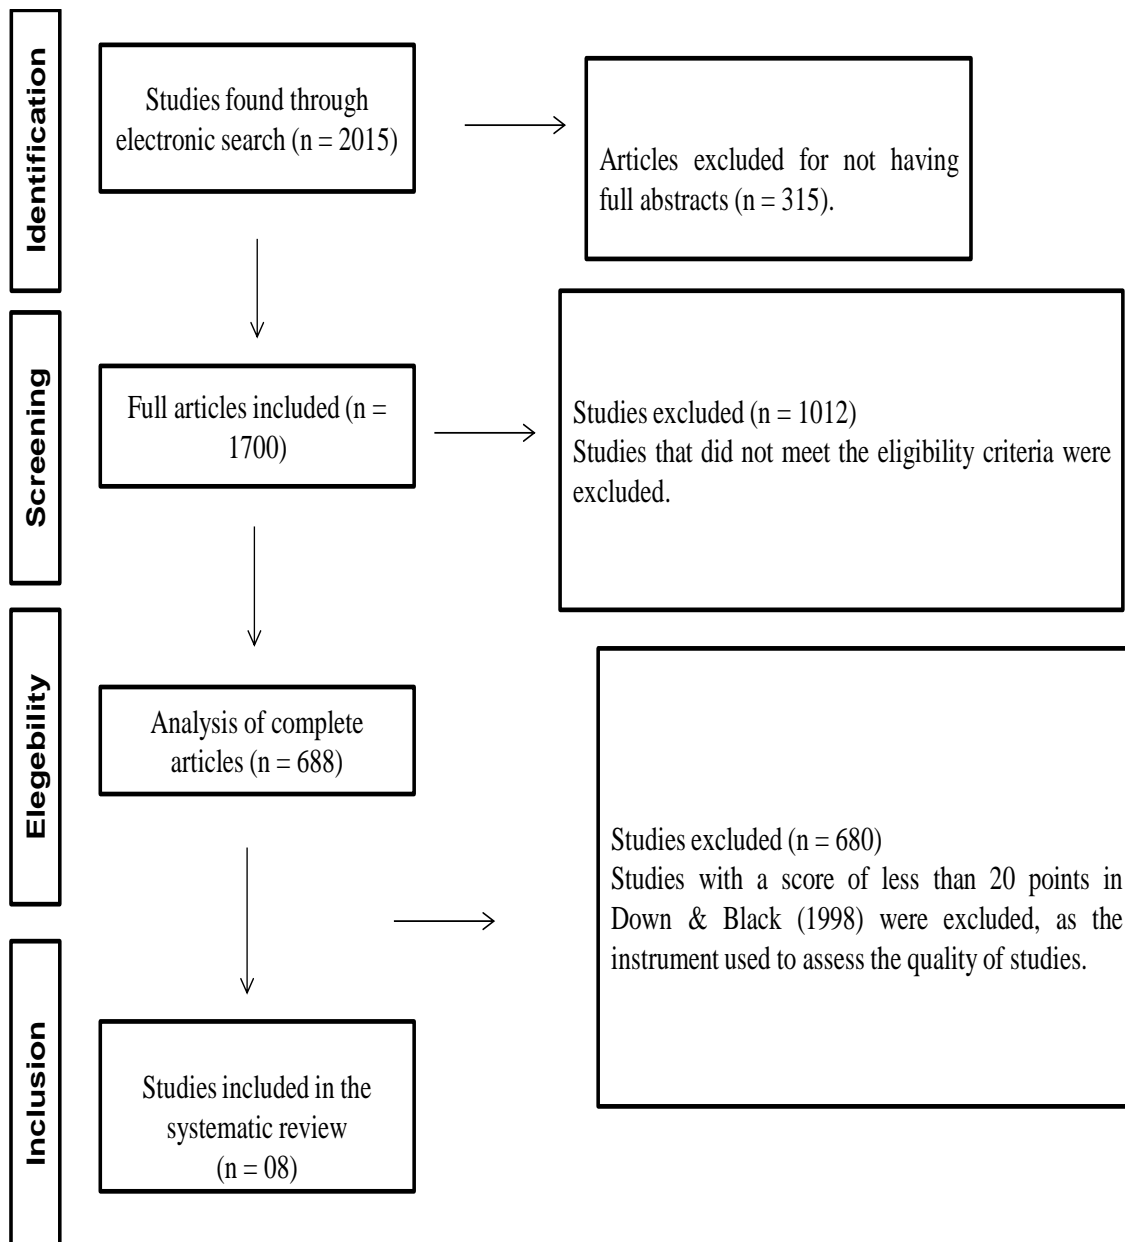 Identification
Studies found through
electronic search (n = 2015)
Articles excluded for not having
full abstracts (n = 315).
Screening
Full articles included (n =
1700)
Studies excluded (n = 1012)
Studies that did not meet the eligibility criteria were
excluded.
Elegebility
Analysis of complete
articles (n = 688)
Studies excluded (n = 680)
Studies with a score of less than 20 points in
Down & Black (1998) were excluded, as the
instrument used to assess the quality of studies.
Inclusion
Studies included in the
systematic review
(n = 08)